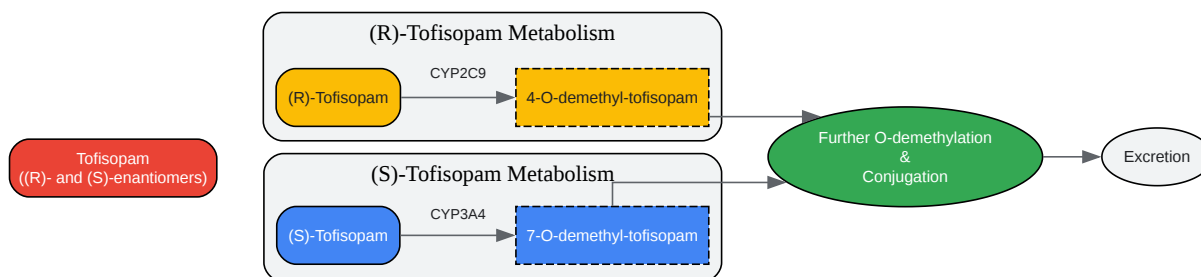 Tofisopam
((R)- and (S)-enantiomers)
(R)-Tofisopam Metabolism
(R)-Tofisopam
CYP2C9
4-O-demethyl-tofisopam
(S)-Tofisopam Metabolism
(S)-Tofisopam
CYP3A4
7-O-demethyl-tofisopam
Further O-demethylation
&
Conjugation
Excretion